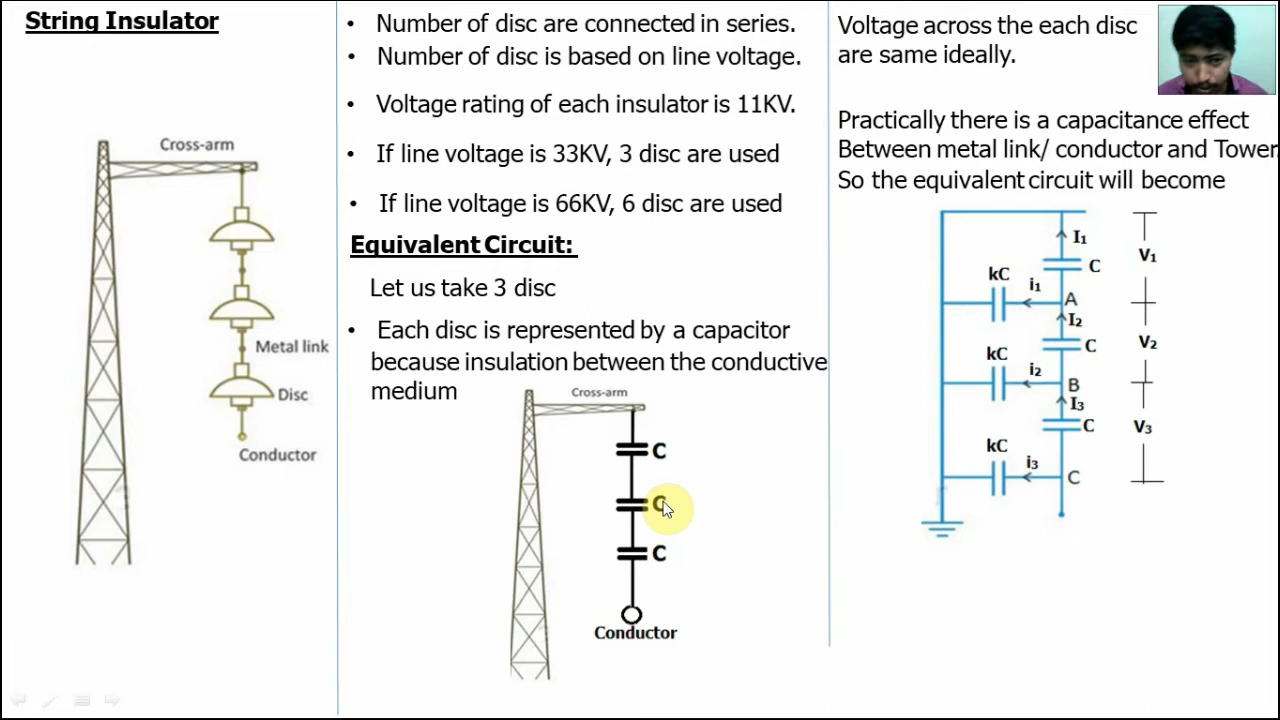 String Insulator
Cross-arm
Metal link
Disc
Conductor
• Number of disc are connected in series.
• Number of disc is based on line voltage.
• Voltage rating of each insulator is 11KV.
• If line voltage is 33KV, 3 disc are used
• If line voltage is 66KV, 6 disc are used
Equivalent Circuit:
Let us take 3 disc
• Each disc is represented by a capacitor
because insulation between the conductive
medium
Cross-arm
C
C
C
Conductor
Voltage across the each disc
are same ideally.
Practically there is a capacitance effect
Between metal link/ conductor and Tower
So the equivalent circuit will become
I₁
V₁
kC
C
i₁
A
I₂
V₂
kC
C
i₂
B
I₃
C
V₃
kC
i₃
C